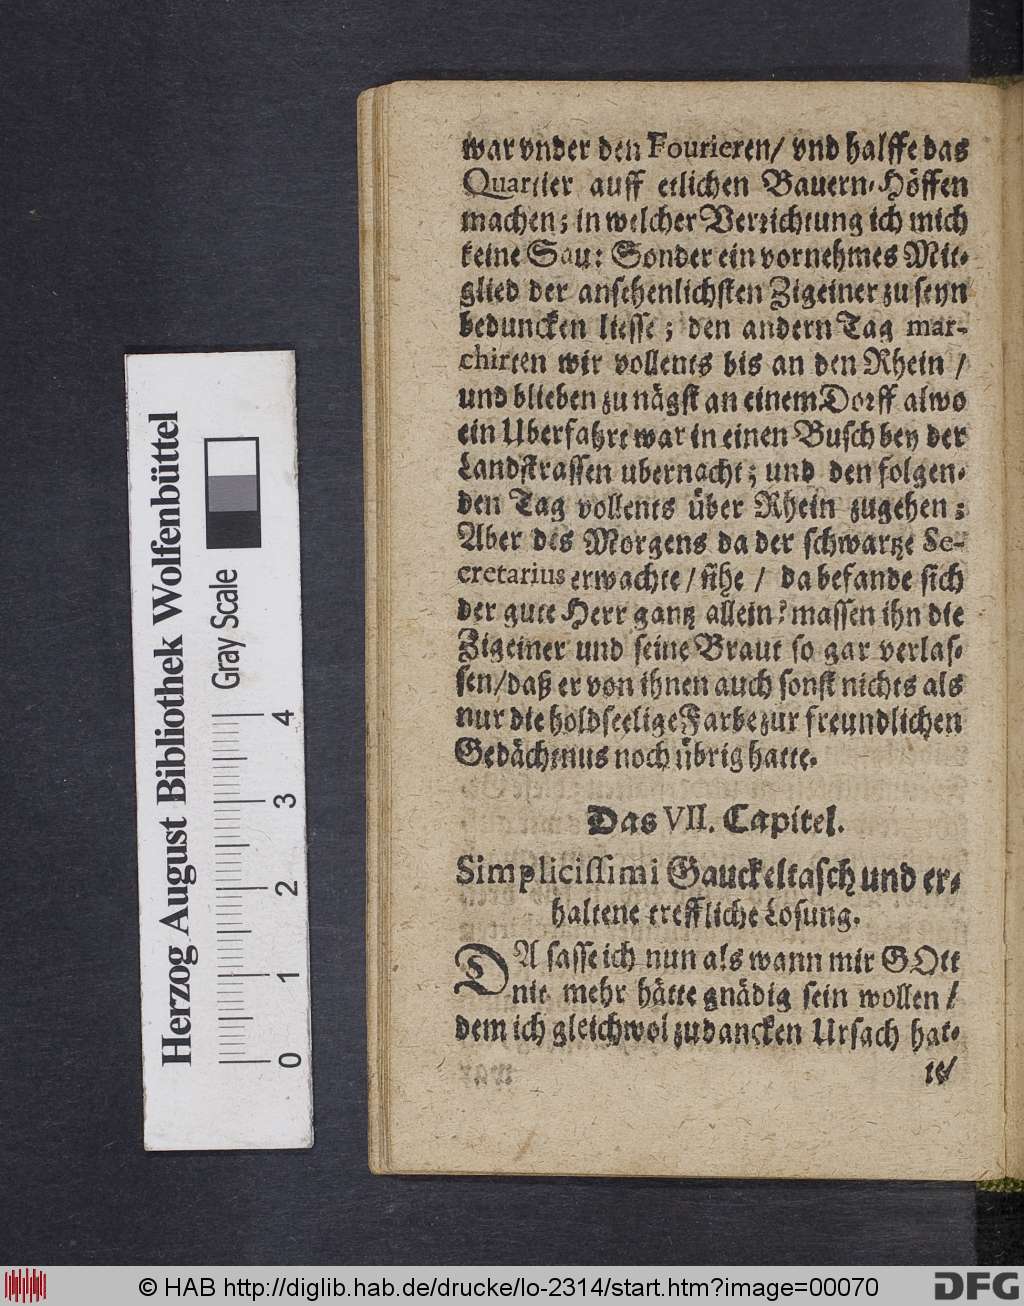 war vnder den Fourieren/ vnd halffe das
Quartier auff etlichen Bauern-Höffen
machen; in welcher Verrichtung ich mich
keine Sau: Sonder ein vornehmes Mit-
glied der ansehenlichsten Zigeiner zu seyn
beduncken liesse; den andern Tag mar-
chirten wir vollents bis an den Rhein /
und blieben zu nägst an einem Dorff alwo
ein Uberfahrt war in einen Busch bey der
Landstrassen ubernacht; und den folgen-
den Tag vollents über Rhein zugehen;
Aber des Morgens da der schwartze Se-
cretarius erwachte / sihe / da befande sich
der gute Herr gantz allein; massen ihn die
Zigeiner und seine Braut so gar verlas-
sen/daß er von ihnen auch sonst nichts als
nur die holdseelige Farbe zur freundlichen
Gedächtnus noch übrig hatte.
Das VII. Capitel.
Simplicissimi Gauckeltasch und er-
haltene treffliche Losung.
DA sasse ich nun als wann mir GOtt
nit mehr hätte gnädig sein wollen /
dem ich gleichwol zudancken Ursach hat-
te/
Herzog August Bibliothek Wolfenbüttel
Gray Scale
0 1 2 3 4
© HAB http://diglib.hab.de/drucke/lo-2314/start.htm?image=00070
DFG